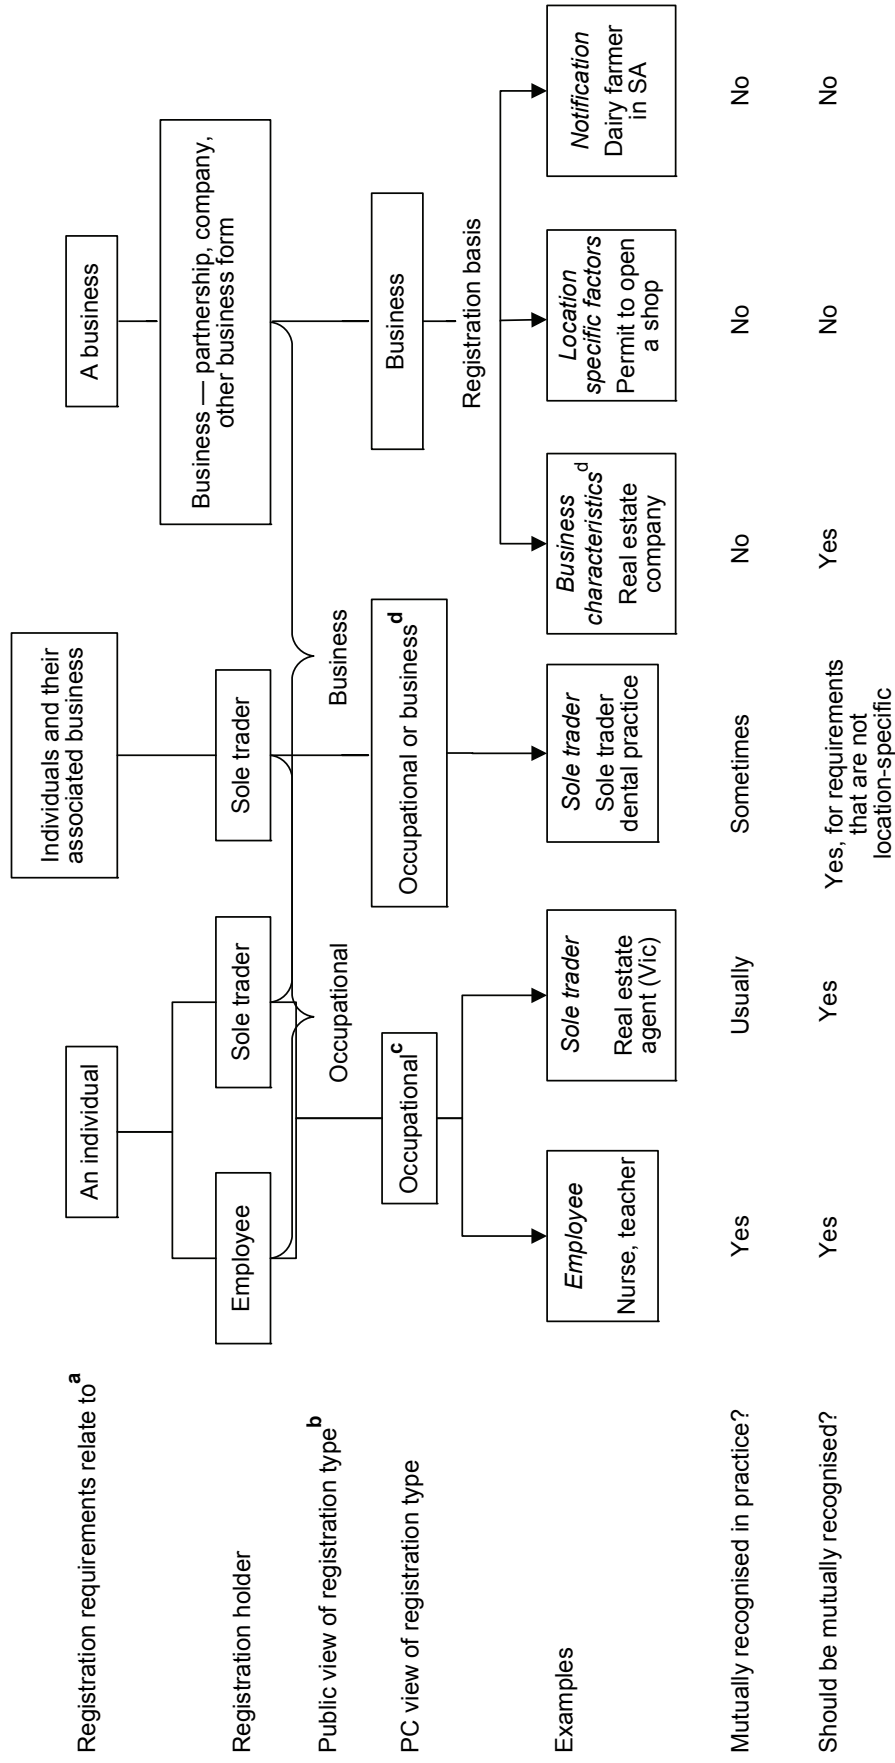 Registration requirements relate to a
An individual
Individuals and their
associated business
A business
Registration holder
Employee
Sole trader
Sole trader
Business — partnership, company,
other business form
Public view of registration type b
Occupational
Business
PC view of registration type
Occupational c
Occupational or business d
Business
Registration basis
Examples
Employee
Nurse, teacher
Sole trader
Real estate
agent (Vic)
Sole trader
Sole trader
dental practice
Business
characteristics d
Real estate
company
Location
specific factors
Permit to open
a shop
Notification
Dairy farmer
in SA
Mutually recognised in practice?
Yes
Usually
Sometimes
No
No
No
Should be mutually recognised?
Yes
Yes
Yes, for requirements
that are not
location-specific
Yes
No
No